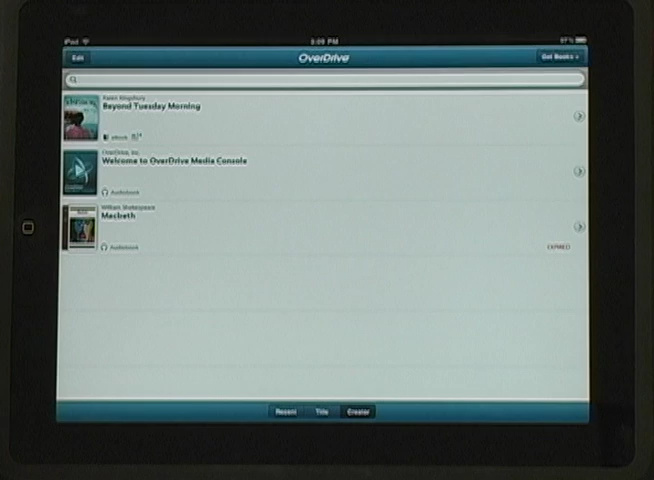 iPad 3:09 PM 97%
Edit OverDrive Get Books >
Karen Kingsbury
Beyond Tuesday Morning
eBook
OverDrive, Inc.
Welcome to OverDrive Media Console
Audiobook
William Shakespeare
Macbeth
Audiobook EXPIRED
Recent Title Creator